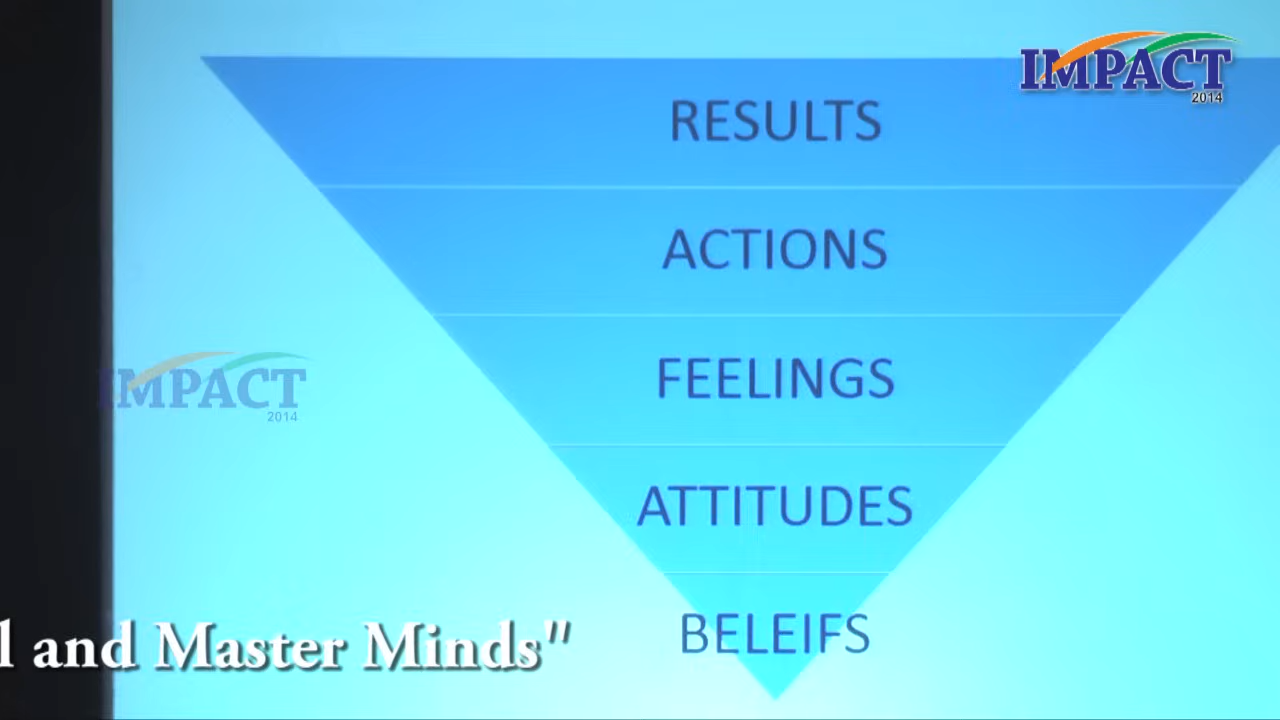 IMPACT
2014
RESULTS
ACTIONS
FEELINGS
IMPACT
2014
ATTITUDES
BELEIFS
l and Master Minds"